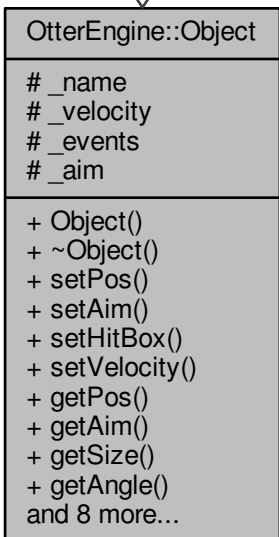 OtterEngine::Object
# _name
# _velocity
# _events
# _aim
+ Object()
+ ~Object()
+ setPos()
+ setAim()
+ setHitBox()
+ setVelocity()
+ getPos()
+ getAim()
+ getSize()
+ getAngle()
and 8 more...